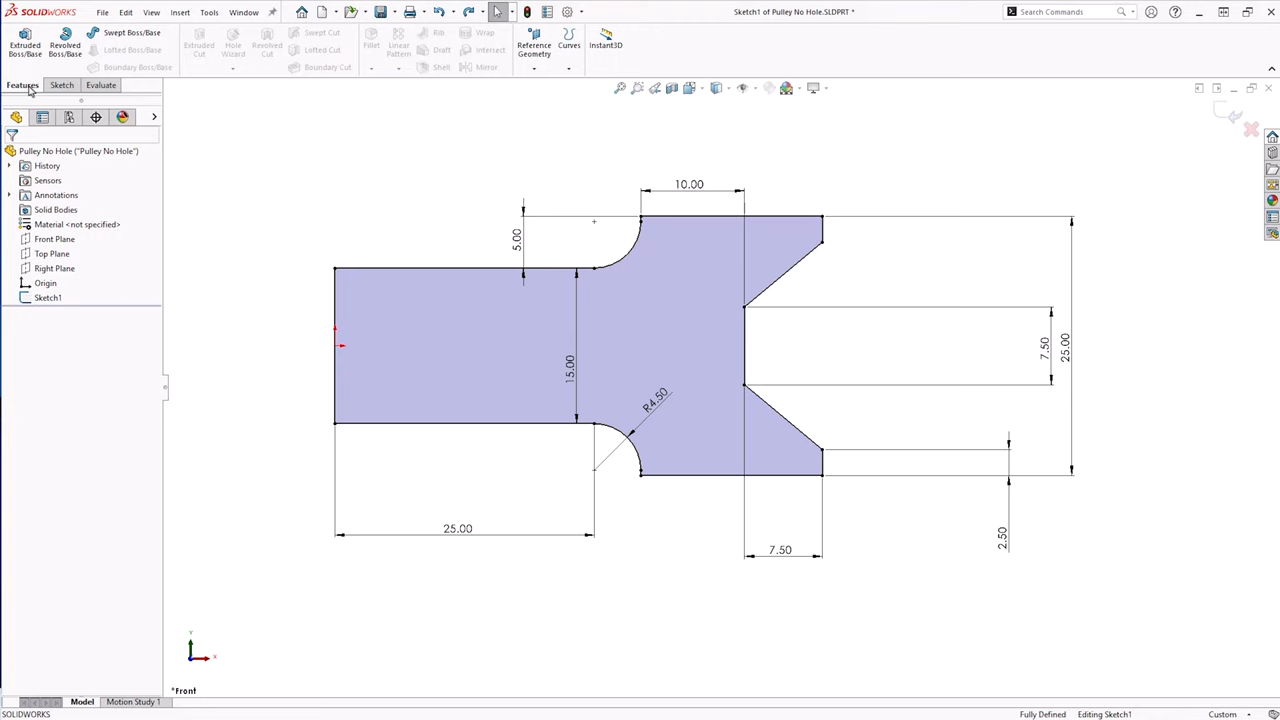 SOLIDWORKS
File Edit View Insert Tools Window
Sketch1 of Pulley No Hole.SLDPRT *
Search Commands
Extruded Boss/Base
Revolved Boss/Base
Swept Boss/Base
Lofted Boss/Base
Boundary Boss/Base
Extruded Cut
Hole Wizard
Revolved Cut
Swept Cut
Lofted Cut
Boundary Cut
Fillet
Linear Pattern
Rib
Draft
Shell
Wrap
Intersect
Mirror
Reference Geometry
Curves
Instant3D
Features Sketch Evaluate
Pulley No Hole ("Pulley No Hole")
History
Sensors
Annotations
Solid Bodies
Material <not specified>
Front Plane
Top Plane
Right Plane
Origin
Sketch1
10.00
5.00
15.00
R4.50
7.50
25.00
25.00
7.50
2.50
Y
X
*Front
Model Motion Study 1
SOLIDWORKS
Fully Defined Editing Sketch1 Custom